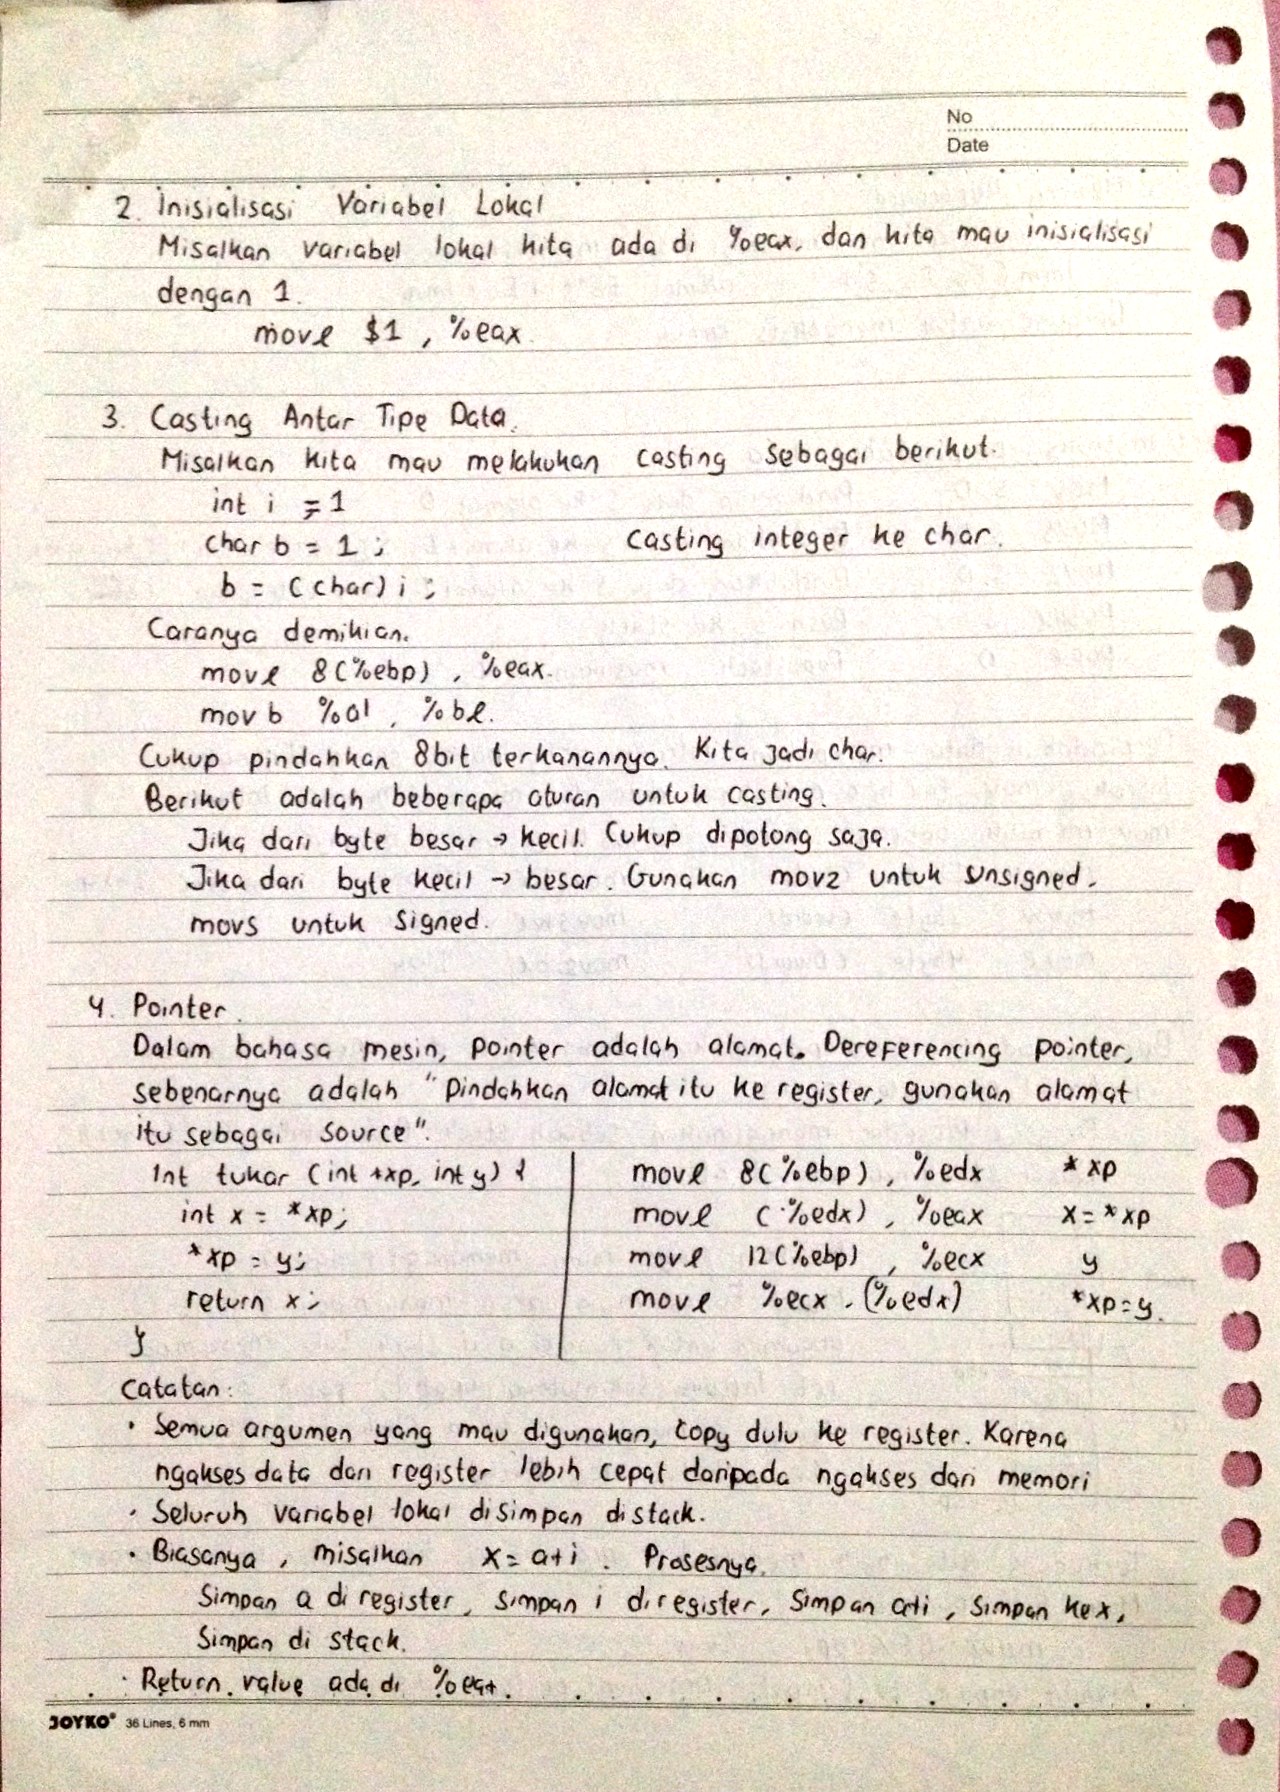 No
Date
2. Inisialisasi Variabel Lokal
Misalkan variabel lokal kita ada di %eax, dan kita mau inisialisasi
dengan 1.
movl $1, %eax.
3. Casting Antar Tipe Data.
Misalkan kita mau melakukan casting sebagai berikut.
int i = 1
char b = 1; casting integer ke char.
b = (char) i;
Caranya demikian.
movl 8(%ebp), %eax.
movb %al, %bl.
Cukup pindahkan 8bit terkanannya. Kita jadi char.
Berikut adalah beberapa aturan untuk casting.
Jika dari byte besar → kecil. Cukup dipotong saja.
Jika dari byte kecil → besar. Gunakan movz untuk unsigned.
movs untuk signed.
4. Pointer.
Dalam bahasa mesin, pointer adalah alamat. Dereferencing pointer,
sebenarnya adalah "pindahkan alamat itu ke register, gunakan alamat
itu sebagai source".
Int tukar (int *xp, int y) { movl 8(%ebp), %edx *xp
int x = *xp; movl (%edx), %eax x=*xp
*xp = y; movl 12(%ebp), %ecx y
return x; movl %ecx, (%edx) *xp=y.
}
Catatan:
• Semua argumen yang mau digunakan, copy dulu ke register. Karena
ngakses data dari register lebih cepat daripada ngakses dari memori
• Seluruh variabel lokal disimpan di stack.
• Biasanya, misalkan x = a+i. Prosesnya.
Simpan a di register, simpan i di register, simpan a+i, simpan ke x,
simpan di stack.
• Return value ada di %eax.
JOYKO® 36 Lines, 6 mm